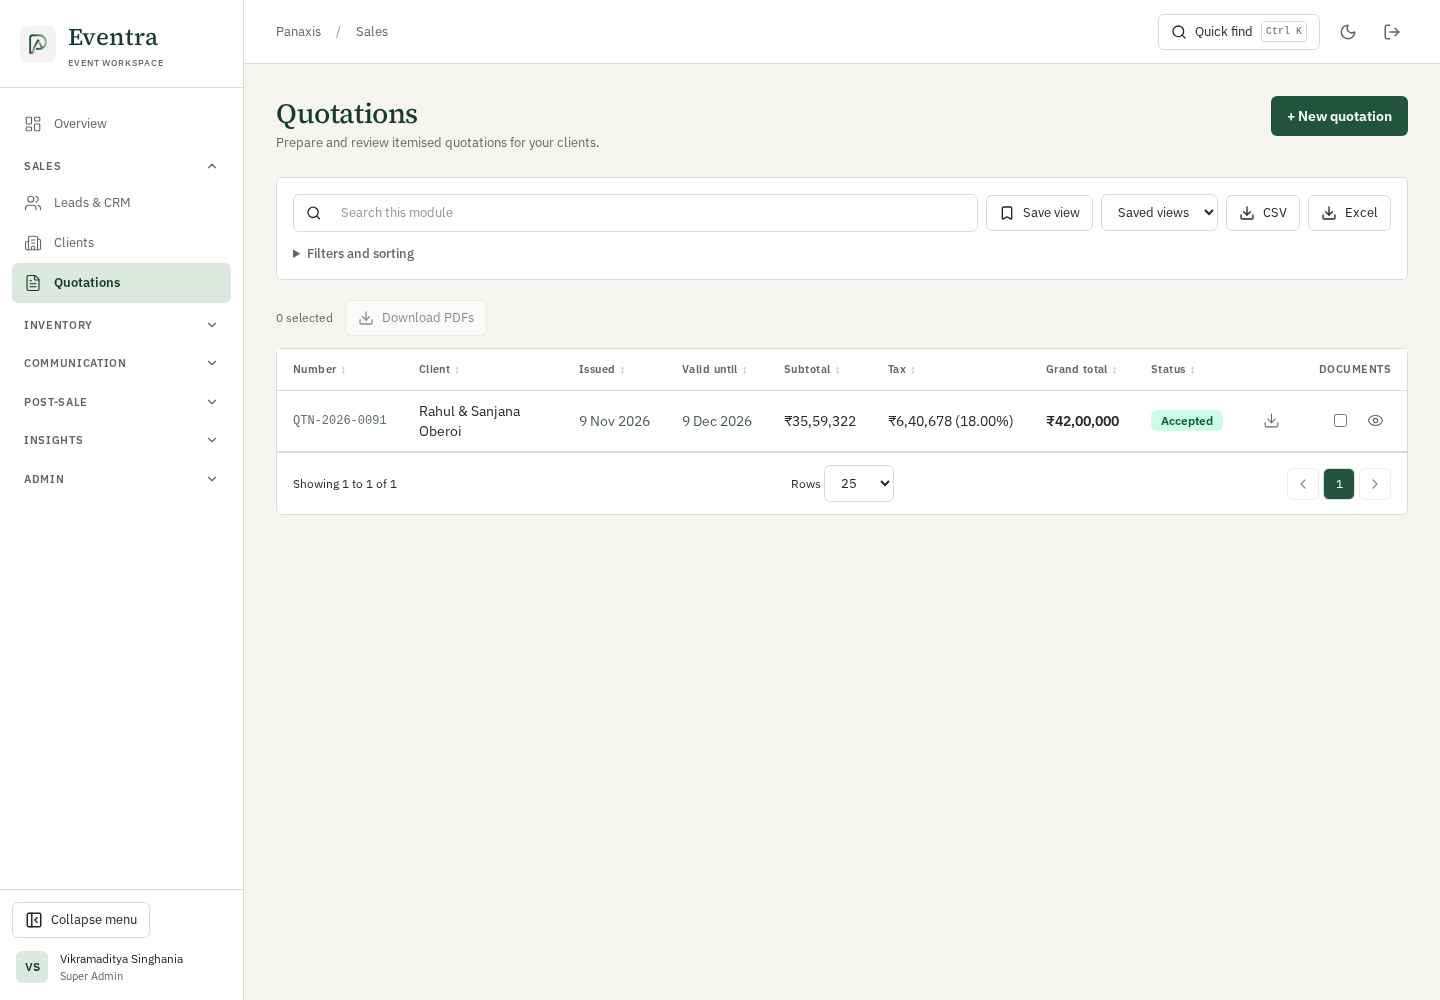 Eventra
EVENT WORKSPACE
Panaxis / Sales
Quick find Ctrl K
Overview
SALES
Leads & CRM
Clients
Quotations
INVENTORY
COMMUNICATION
POST-SALE
INSIGHTS
ADMIN
Collapse menu
VS
Vikramaditya Singhania
Super Admin
Quotations
Prepare and review itemised quotations for your clients.
+ New quotation
Search this module
Save view
Saved views
CSV
Excel
Filters and sorting
0 selected
Download PDFs
Number ↕ Client ↕ Issued ↕ Valid until ↕ Subtotal ↕ Tax ↕ Grand total ↕ Status ↕ DOCUMENTS
QTN-2026-0091 Rahul & Sanjana Oberoi 9 Nov 2026 9 Dec 2026 ₹35,59,322 ₹6,40,678 (18.00%) ₹42,00,000 Accepted
Showing 1 to 1 of 1
Rows 25
1